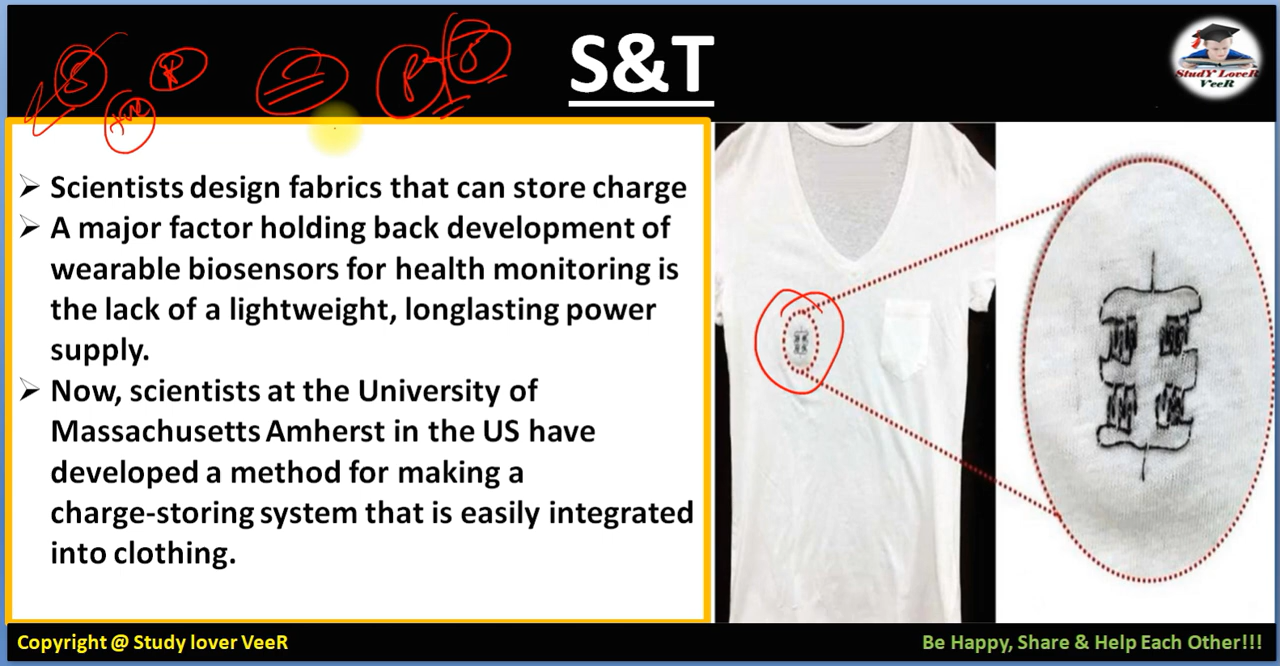 S&T
StudY LoveR
VeeR
➢ Scientists design fabrics that can store charge
➢ A major factor holding back development of
wearable biosensors for health monitoring is
the lack of a lightweight, longlasting power
supply.
➢ Now, scientists at the University of
Massachusetts Amherst in the US have
developed a method for making a
charge-storing system that is easily integrated
into clothing.
Copyright @ Study lover VeeR
Be Happy, Share & Help Each Other!!!